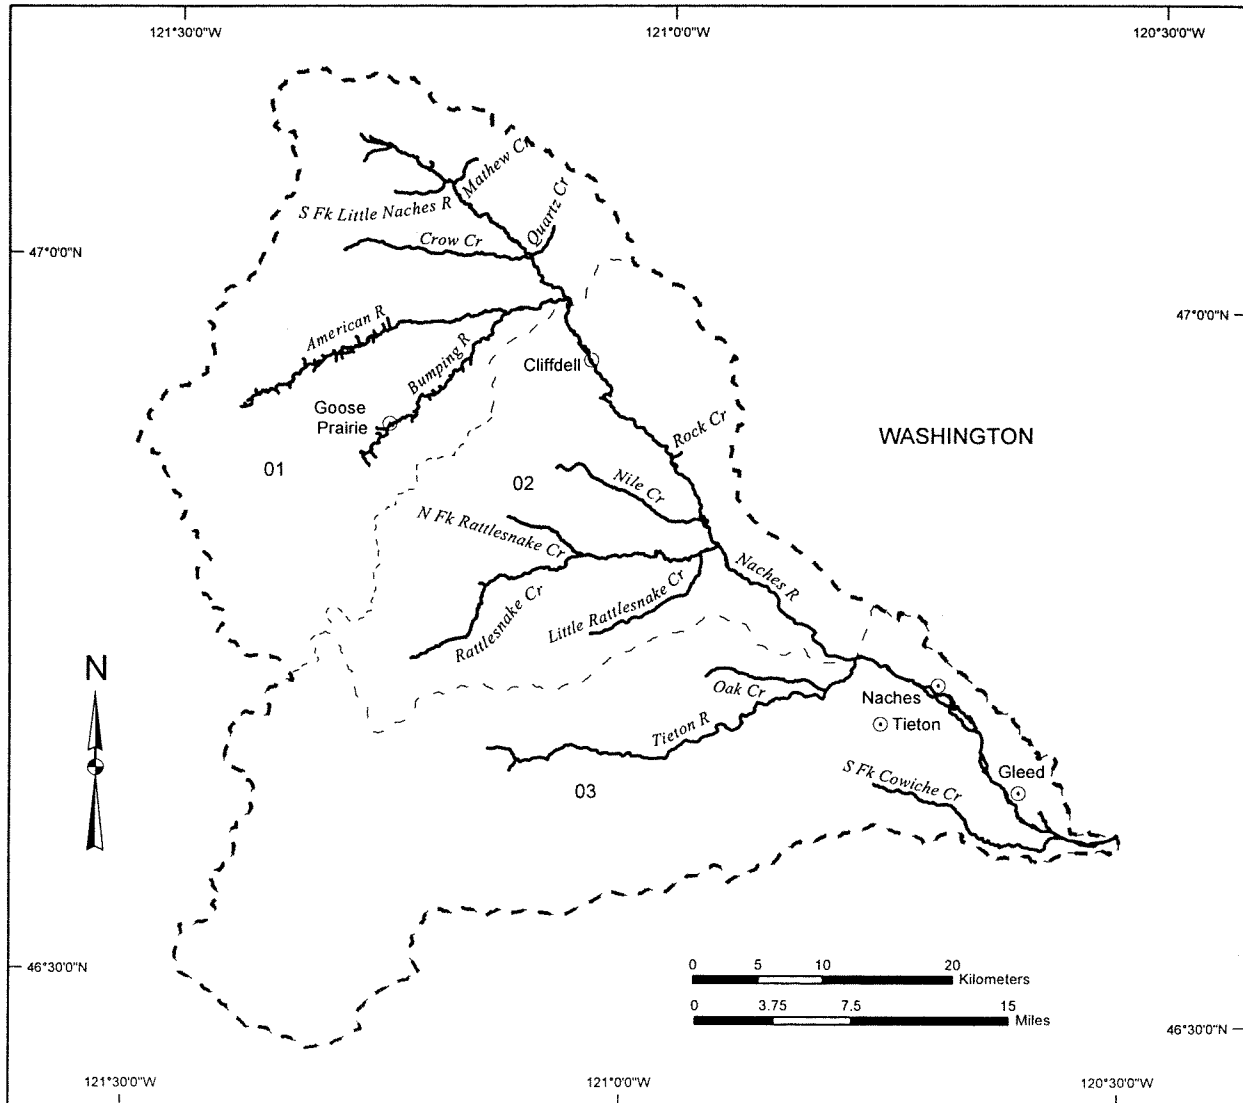 121°30'0"W
121°0'0"W
120°30'0"W
Mathew Cr
S Fk Little Naches R
Quartz Cr
Crow Cr
47°0'0"N
47°0'0"N
American R
Bumping R
Cliffdell
Goose
Prairie
Rock Cr
WASHINGTON
01
02
Nile Cr
N Fk Rattlesnake Cr
Naches R
Rattlesnake Cr
Little Rattlesnake Cr
N
Oak Cr
Naches
Tieton
Tieton R
Gleed
S Fk Cowiche Cr
03
46°30'0"N
0 5 10 20
Kilometers
0 3.75 7.5 15
Miles
46°30'0"N
121°30'0"W
121°0'0"W
120°30'0"W